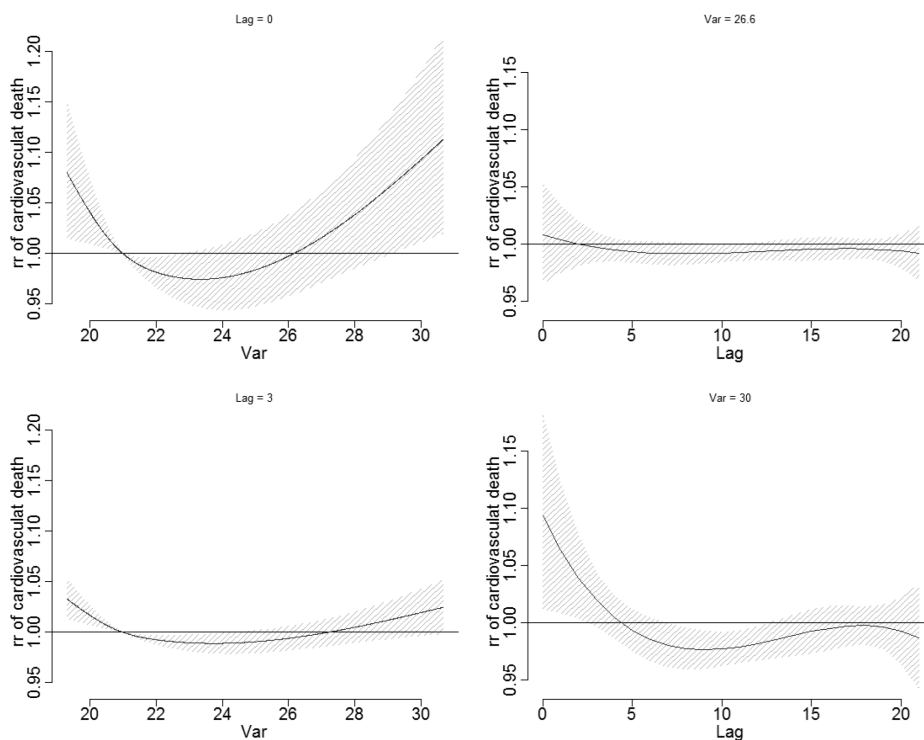 Lag = 0
rr of cardiovasculat death
0.95 1.00 1.05 1.10 1.15 1.20
20 22 24 26 28 30
Var
Var = 26.6
rr of cardiovasculat death
0.95 1.00 1.05 1.10 1.15
0 5 10 15 20
Lag
Lag = 3
rr of cardiovasculat death
0.95 1.00 1.05 1.10 1.15 1.20
20 22 24 26 28 30
Var
Var = 30
rr of cardiovasculat death
0.95 1.00 1.05 1.10 1.15
0 5 10 15 20
Lag